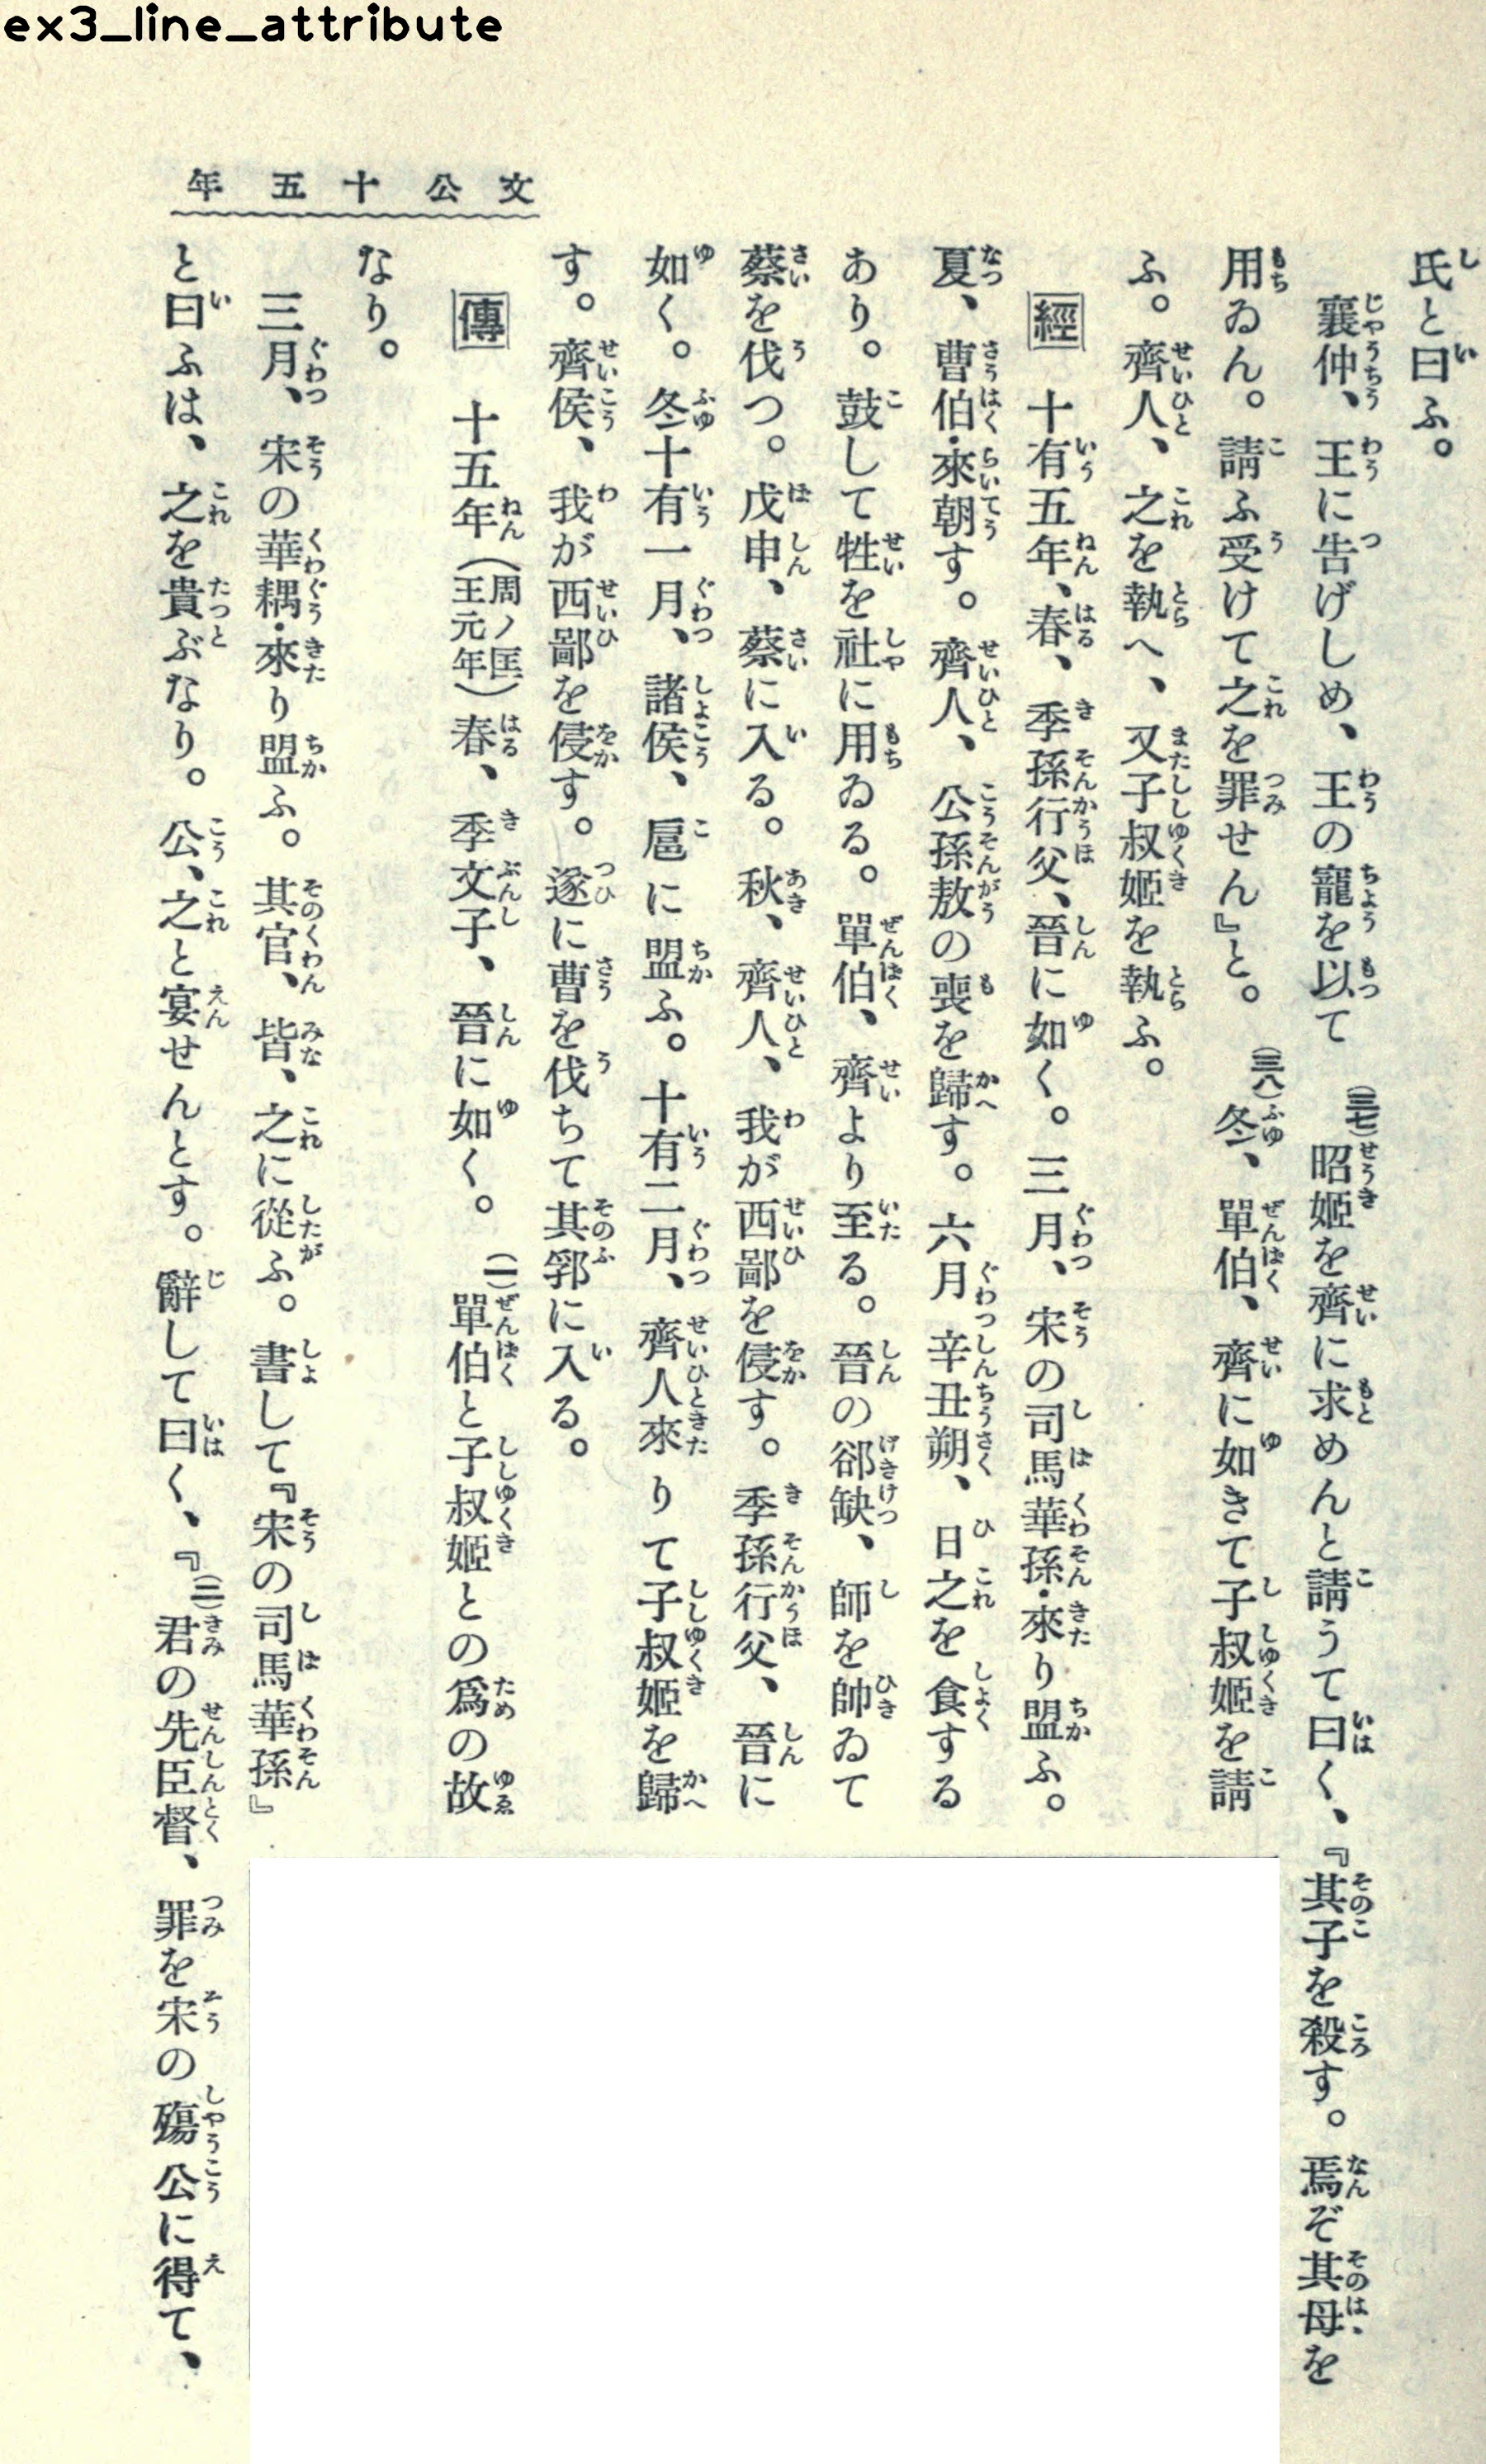 ex3_line_attribute
文公十五年
氏と曰ふ。
襄仲、王に告げしめ、王の寵を以て(三七)昭姬を齊に求めんと請うて曰く、『其子を殺す。焉ぞ其母を
用ゐん。請ふ受けて之を罪せん』と。(三八)冬、單伯、齊に如きて子叔姬を請
ふ。齊人、之を執へ、又子叔姬を執ふ。
經 十有五年、春、季孫行父、晉に如く。三月、宋の司馬華孫·來り盟ふ。
夏、曹伯·來朝す。齊人、公孫敖の喪を歸す。六月辛丑朔、日之を食する
あり。鼓して牲を社に用ゐる。單伯、齊より至る。晉の郤缺、師を帥ゐて
蔡を伐つ。戊申、蔡に入る。秋、齊人、我が西鄙を侵す。季孫行父、晉に
如く。冬十有一月、諸侯、扈に盟ふ。十有二月、齊人來りて子叔姬を歸
す。齊侯、我が西鄙を侵す。遂に曹を伐ちて其郛に入る。
傳 十五年(周ノ匡王元年)春、季文子、晉に如く。(一)單伯と子叔姬との爲の故
なり。
三月、宋の華耦·來り盟ふ。其官、皆、之に從ふ。書して『宋の司馬華孫』
と曰ふは、之を貴ぶなり。公、之と宴せんとす。辭して曰く、『(二)君の先臣督、罪を宋の殤公に得て、